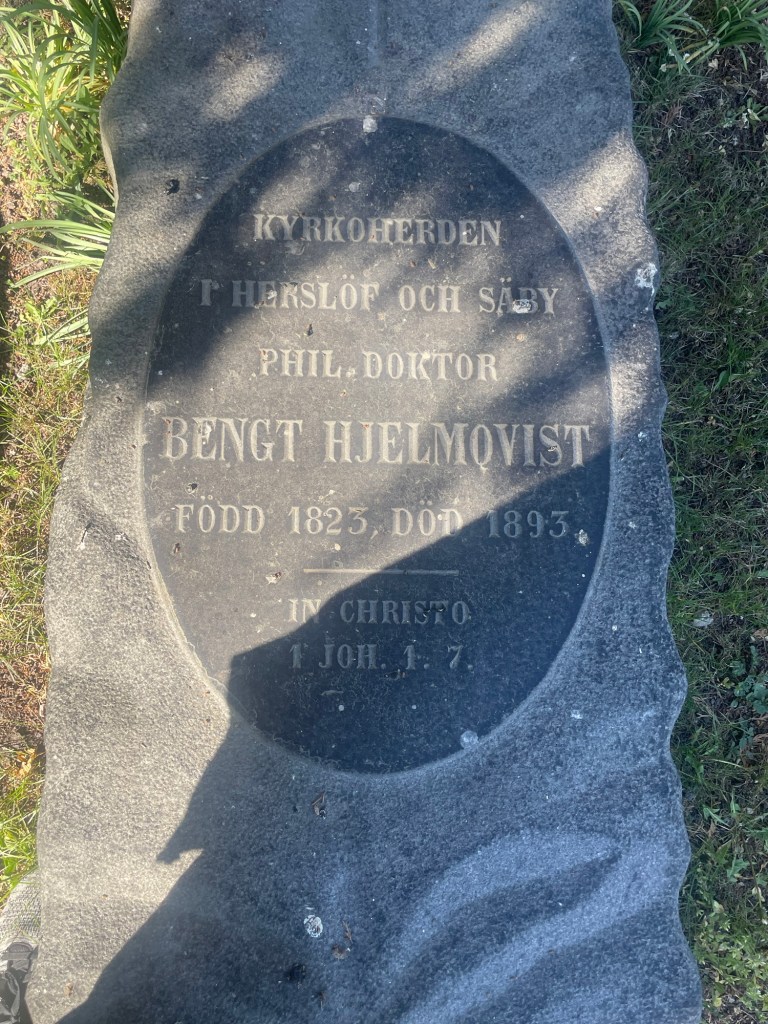 KYRKOHERDEN
I HERSLÖF OCH SÄBY
PHIL. DOKTOR
BENGT HJELMQVIST
FÖDD 1823, DÖD 1893.
IN CHRISTO
1 JOH. 1. 7.